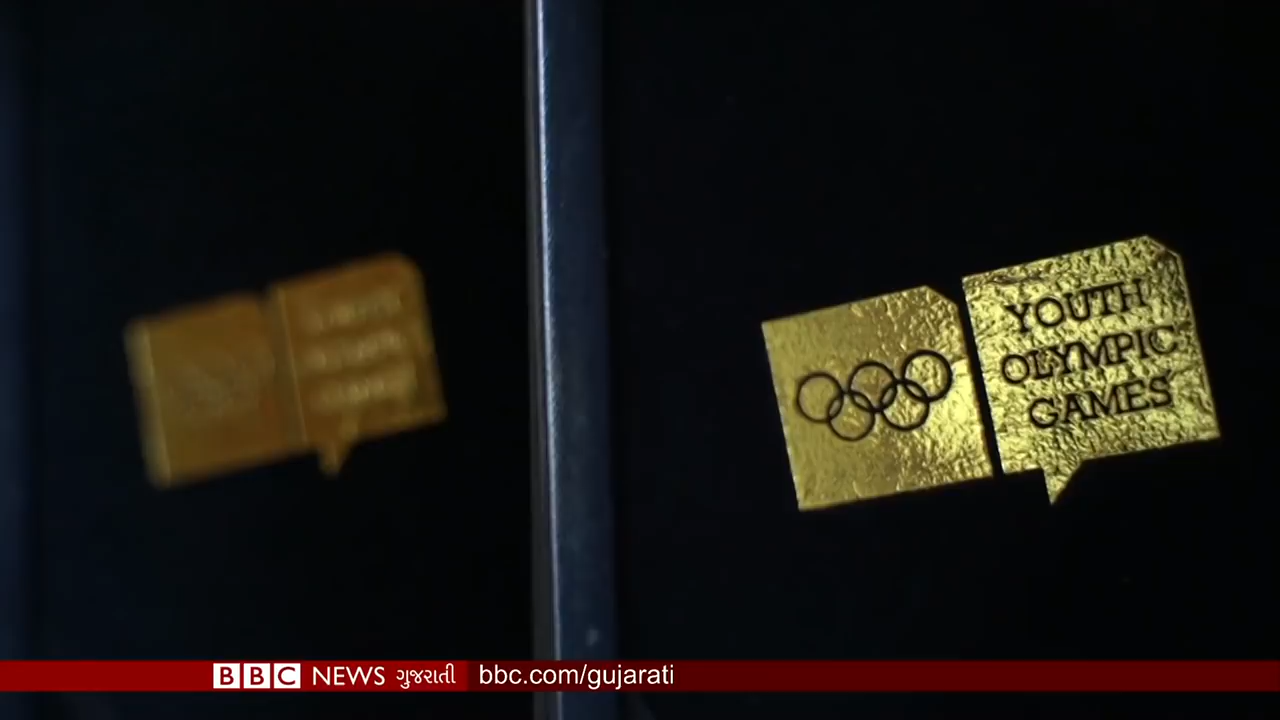 YOUTH
OLYMPIC
GAMES
BBC NEWS ગુજરાતી bbc.com/gujarati